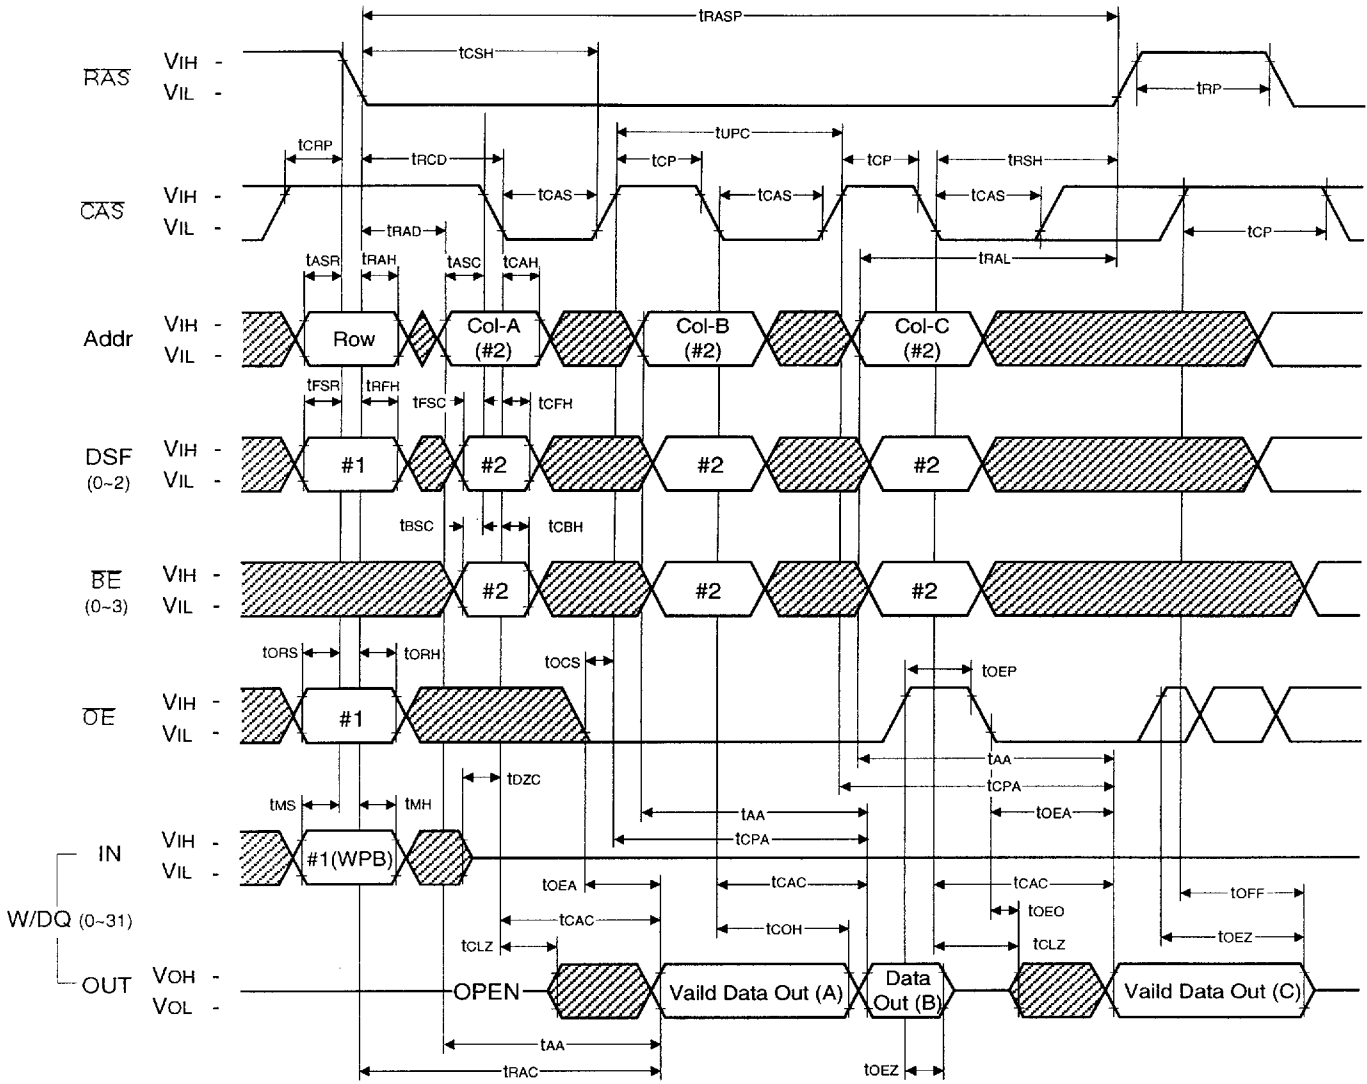 tRASP
tCSH
RAS
VIH -
VIL -
tRP
tCRP
tRCD
tUPC
tCP
tCP
tRSH
CAS
VIH -
VIL -
tCAS
tCAS
tCAS
tRAD
tCP
tASR
tRAH
tASC
tCAH
tRAL
Addr
VIH -
VIL -
Row
Col-A
(#2)
Col-B
(#2)
Col-C
(#2)
tFSR
tRFH
tFSC
tCFH
DSF
(0~2)
VIH -
VIL -
#1
#2
#2
#2
tBSC
tCBH
BE
(0~3)
VIH -
VIL -
#2
#2
#2
tORS
tORH
tOCS
tOEP
OE
VIH -
VIL -
#1
tAA
tDZC
tCPA
tMS
tMH
tAA
tOEA
tCPA
IN
VIH -
VIL -
#1(WPB)
tOEA
tCAC
tCAC
tOFF
W/DQ (0~31)
tCAC
tOEO
tCOH
tCLZ
tCLZ
tOEZ
OUT
VOH -
VOL -
OPEN
Vaild Data Out (A)
Data
Out (B)
Vaild Data Out (C)
tAA
tRAC
tOEZ